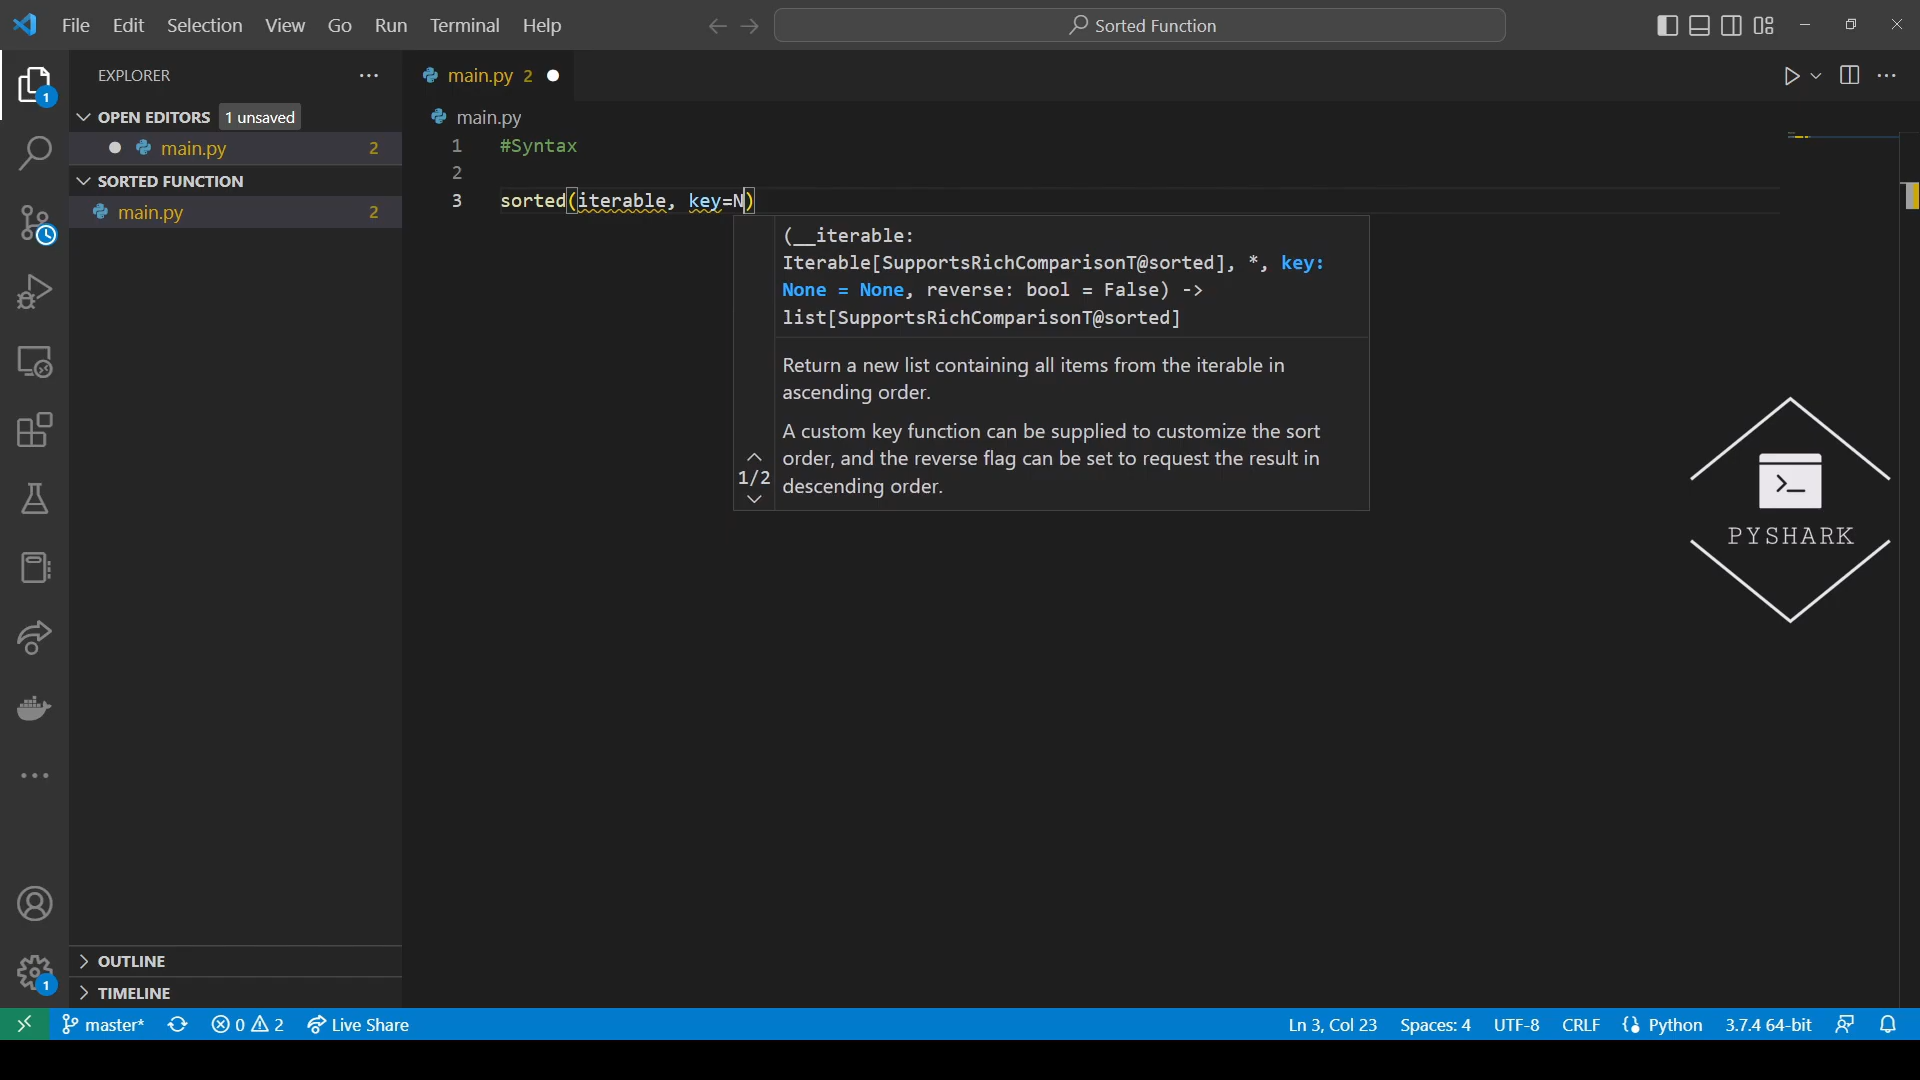 File Edit Selection View Go Run Terminal Help
Sorted Function
EXPLORER
OPEN EDITORS 1 unsaved
main.py 2
SORTED FUNCTION
main.py 2
OUTLINE
TIMELINE
main.py 2
main.py
1 #Syntax
2
3 sorted(iterable, key=N)
(__iterable:
Iterable[SupportsRichComparisonT@sorted], *, key:
None = None, reverse: bool = False) ->
list[SupportsRichComparisonT@sorted]
Return a new list containing all items from the iterable in
ascending order.
A custom key function can be supplied to customize the sort
order, and the reverse flag can be set to request the result in
descending order.
1/2
PYSHARK
1
1
master* 0 2 Live Share Ln 3, Col 23 Spaces: 4 UTF-8 CRLF Python 3.7.4 64-bit